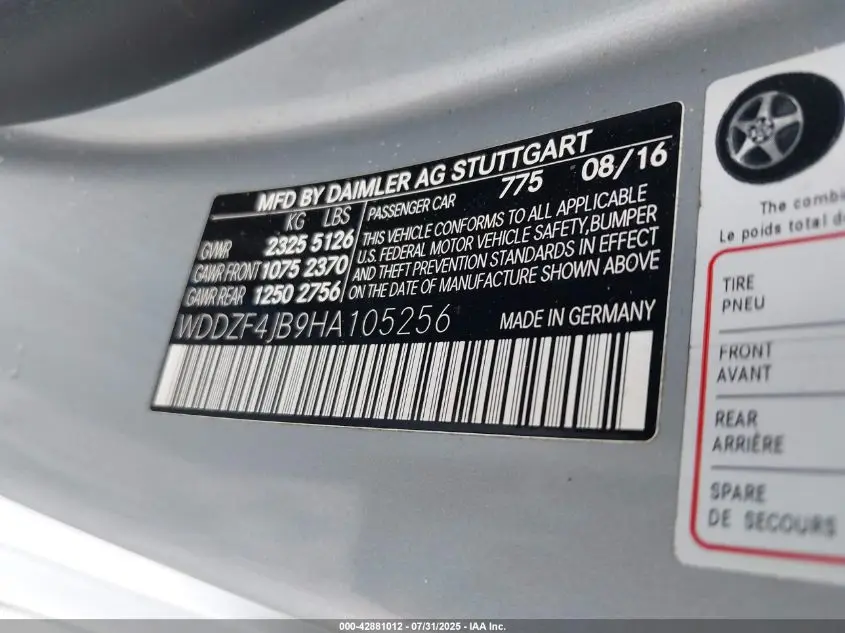 MFD BY DAIMLER AG STUTTGART
KG LBS
GVWR 2325 5126
GAWR FRONT 1075 2370
GAWR REAR 1250 2756
PASSENGER CAR 775 08/16
THIS VEHICLE CONFORMS TO ALL APPLICABLE
U.S. FEDERAL MOTOR VEHICLE SAFETY, BUMPER
AND THEFT PREVENTION STANDARDS IN EFFECT
ON THE DATE OF MANUFACTURE SHOWN ABOVE
WDDZF4JB9HA105256 MADE IN GERMANY
The combi
Le poids total d
TIRE
PNEU
FRONT
AVANT
REAR
ARRIÈRE
SPARE
DE SECOURS
000-42881012 - 07/31/2025 - IAA Inc.